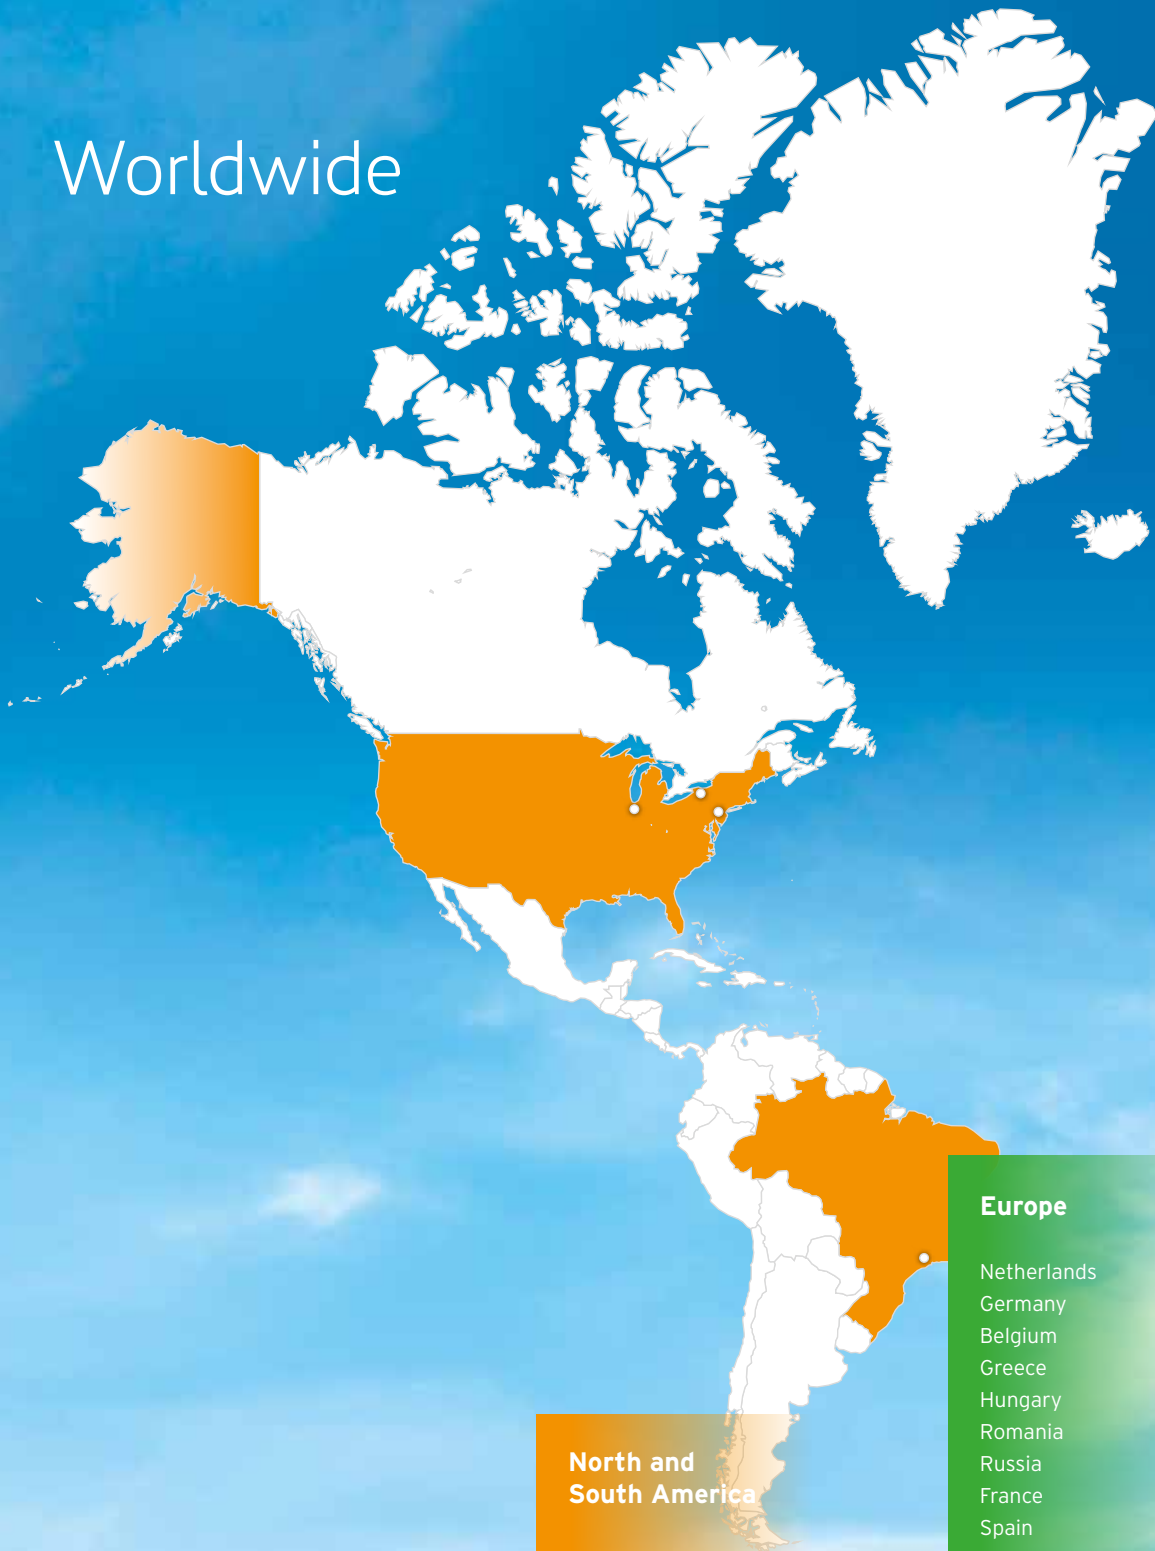 Worldwide
Europe
Netherlands
Germany
Belgium
Greece
Hungary
Romania
Russia
France
Spain
North and
South America